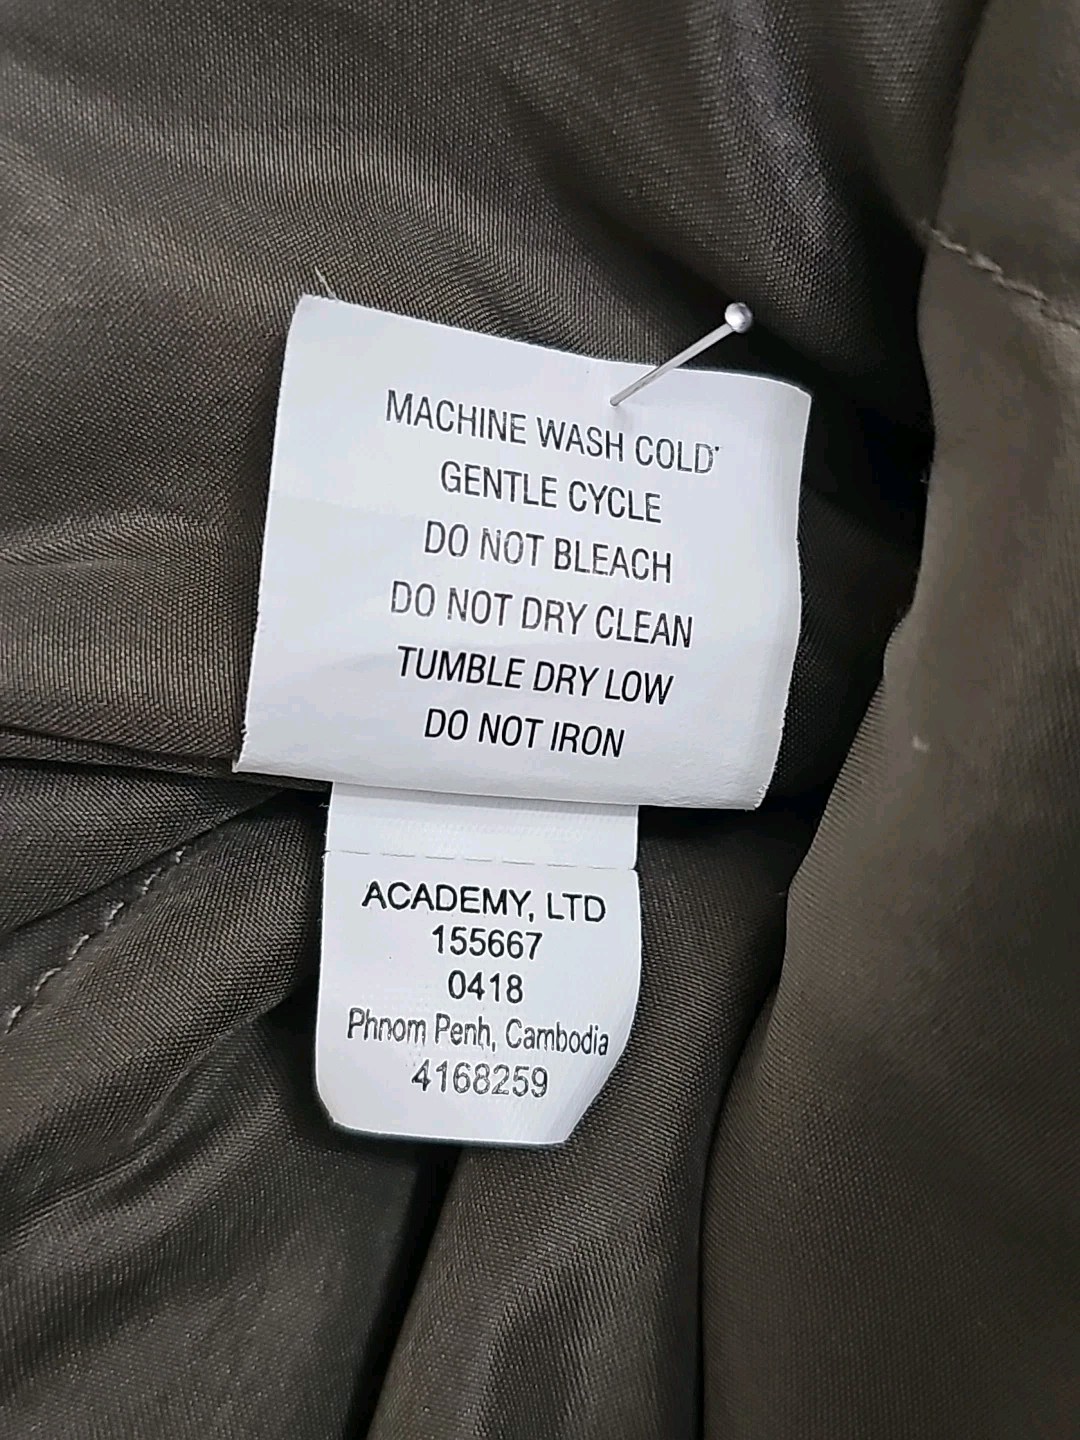 MACHINE WASH COLD
GENTLE CYCLE
DO NOT BLEACH
DO NOT DRY CLEAN
TUMBLE DRY LOW
DO NOT IRON
ACADEMY, LTD
155667
0418
Phnom Penh, Cambodia
4168259